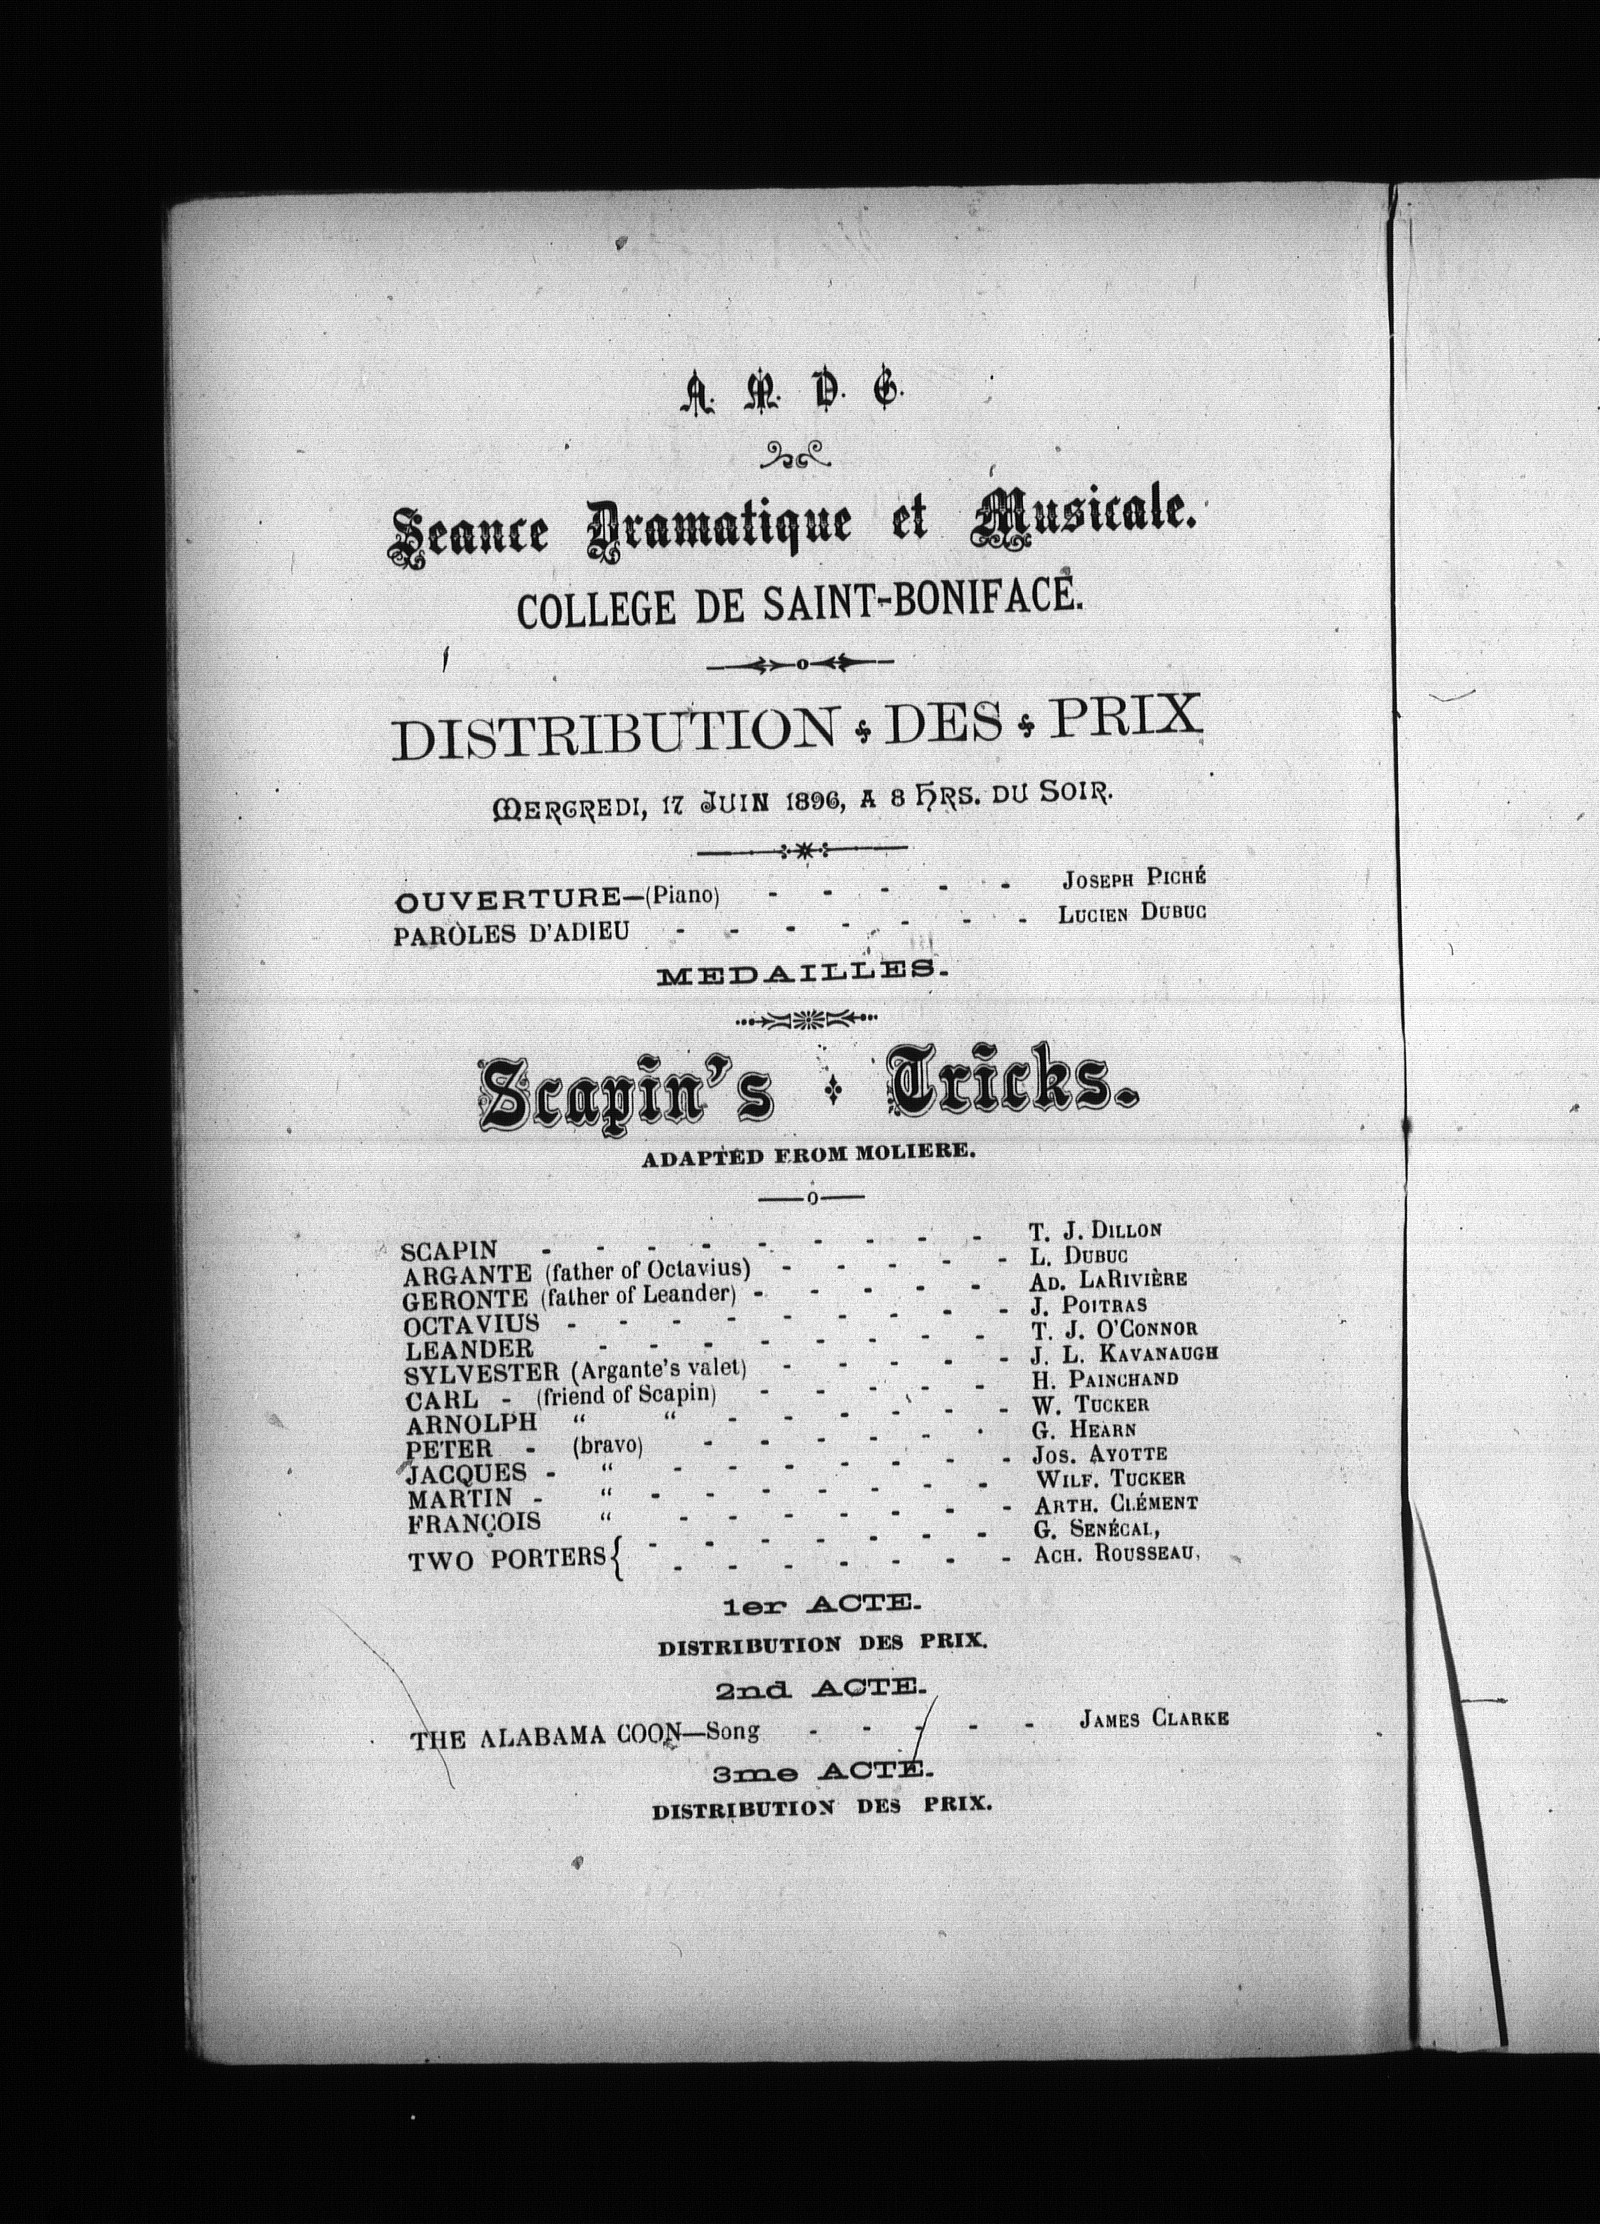 A. M. D. G.
Seance Dramatique et Musicale.
COLLEGE DE SAINT-BONIFACE.
DISTRIBUTION DES PRIX
MERCREDI, 17 JUIN 1896, A 8 HRS. DU SOIR.
OUVERTURE—(Piano) - - - - - JOSEPH PICHÉ
PAROLES D'ADIEU - - - - - - - LUCIEN DUBUC
MEDAILLES.
Scapin's Tricks.
ADAPTED FROM MOLIERE.
SCAPIN - - - - - - - - - T. J. DILLON
ARGANTE (father of Octavius) - - - - - L. DUBUC
GERONTE (father of Leander) - - - - - AD. LARIVIÈRE
OCTAVIUS - - - - - - - - - J. POITRAS
LEANDER - - - - - - - - T. J. O'CONNOR
SYLVESTER (Argante's valet) - - - - - J. L. KAVANAUGH
CARL - (friend of Scapin) - - - - - H. PAINCHAND
ARNOLPH “ “ - - - - - - W. TUCKER
PETER - (bravo) - - - - - - G. HEARN
JACQUES - “ - - - - - - - JOS. AYOTTE
MARTIN - “ - - - - - - - WILF. TUCKER
FRANÇOIS “ - - - - - - - ARTH. CLÉMENT
TWO PORTERS { - - - - - - - G. SENÉCAL,
- - - - - - - ACH. ROUSSEAU,
1er ACTE.
DISTRIBUTION DES PRIX.
2nd ACTE.
THE ALABAMA COON—Song - - - - - JAMES CLARKE
3me ACTE.
DISTRIBUTION DES PRIX.